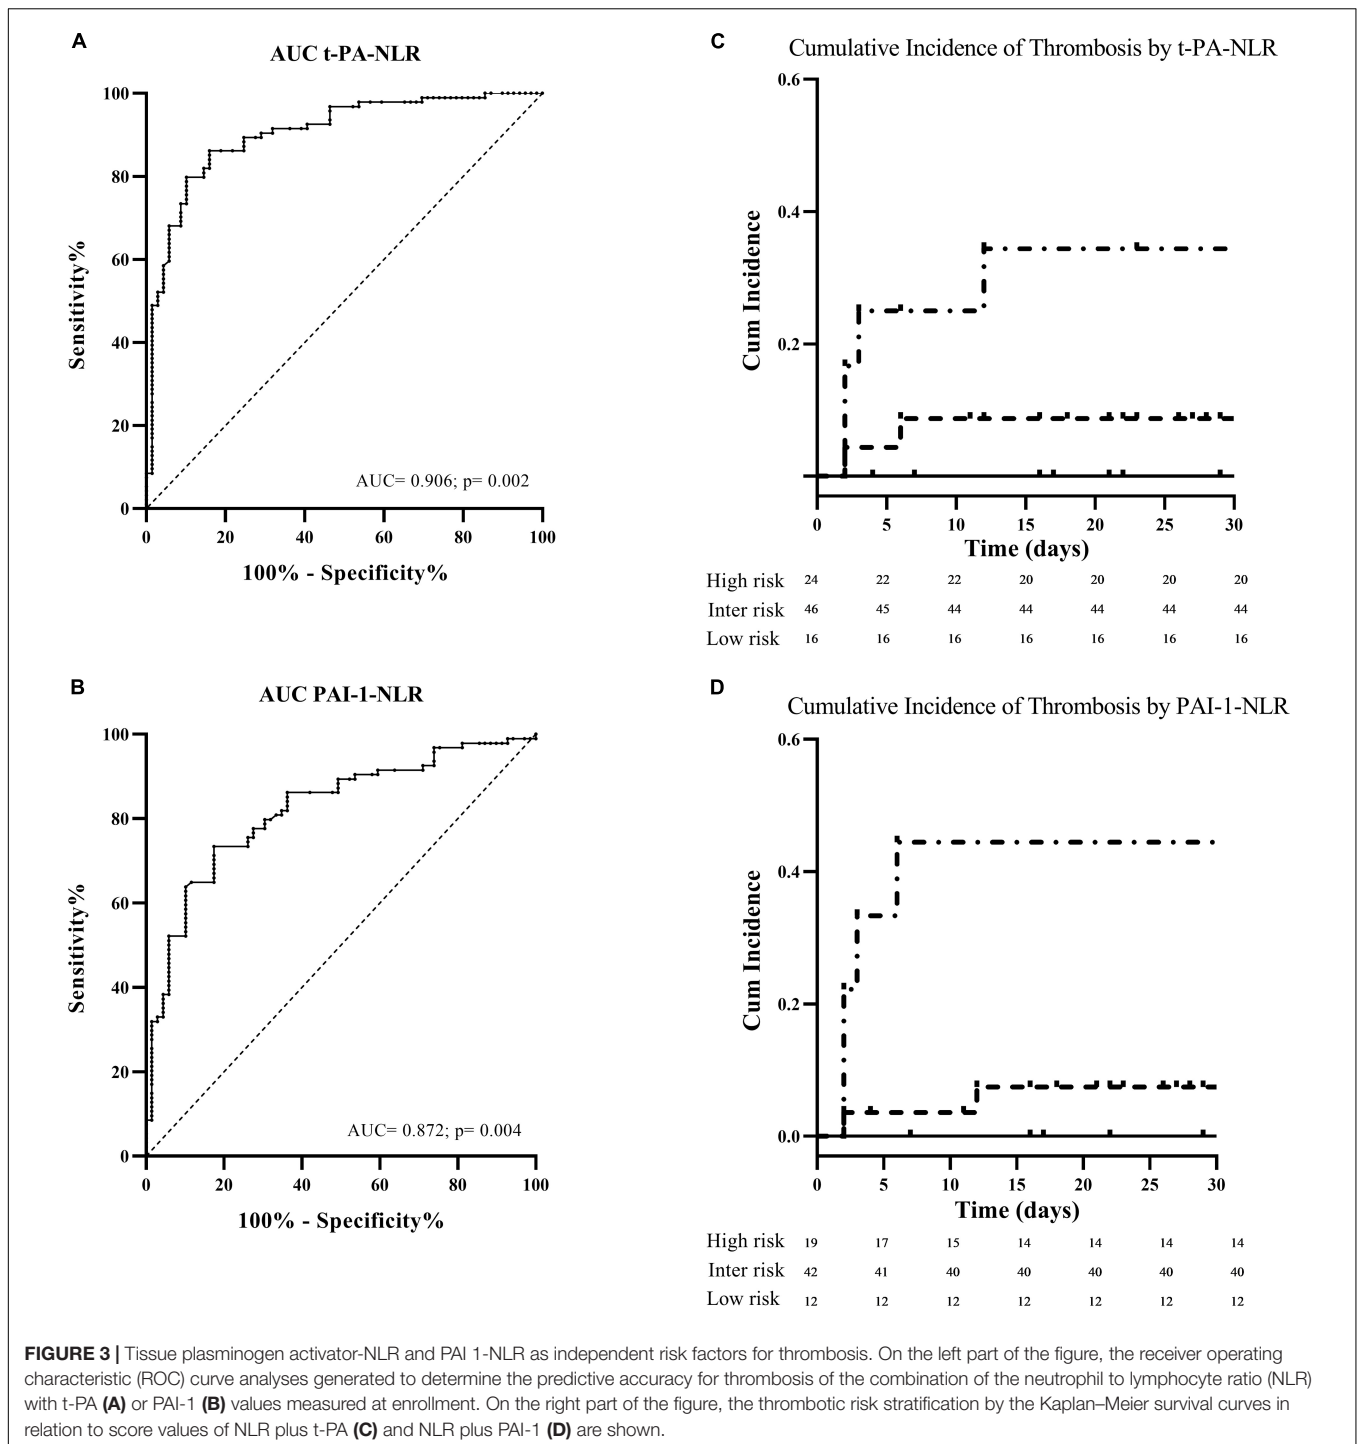 A
AUC t-PA-NLR
100
80
60
40
20
0
Sensitivity%
AUC= 0.906; p= 0.002
0 20 40 60 80 100
100% - Specificity%
C
Cumulative Incidence of Thrombosis by t-PA-NLR
0.6
0.4
0.2
Cum Incidence
0 5 10 15 20 25 30
Time (days)
High risk 24 22 22 20 20 20 20
Inter risk 46 45 44 44 44 44 44
Low risk 16 16 16 16 16 16 16
B
AUC PAI-1-NLR
100
80
60
40
20
0
Sensitivity%
AUC= 0.872; p= 0.004
0 20 40 60 80 100
100% - Specificity%
D
Cumulative Incidence of Thrombosis by PAI-1-NLR
0.6
0.4
0.2
0.0
Cum Incidence
0 5 10 15 20 25 30
Time (days)
High risk 19 17 15 14 14 14 14
Inter risk 42 41 40 40 40 40 40
Low risk 12 12 12 12 12 12 12
FIGURE 3 | Tissue plasminogen activator-NLR and PAI 1-NLR as independent risk factors for thrombosis. On the left part of the figure, the receiver operating
characteristic (ROC) curve analyses generated to determine the predictive accuracy for thrombosis of the combination of the neutrophil to lymphocyte ratio (NLR)
with t-PA (A) or PAI-1 (B) values measured at enrollment. On the right part of the figure, the thrombotic risk stratification by the Kaplan–Meier survival curves in
relation to score values of NLR plus t-PA (C) and NLR plus PAI-1 (D) are shown.